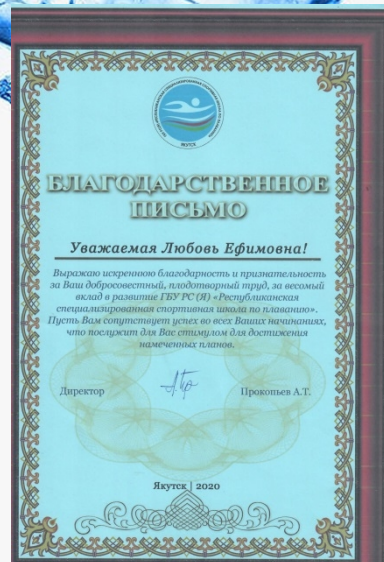 ЯКУТСК
БЛАГОДАРСТВЕННОЕ
ПИСЬМО
Уважаемая Любовь Ефимовна!
Выражаю искреннюю благодарность и признательность
за Ваш добросовестный, плодотворный труд, за весомый
вклад в развитие ГБУ РС (Я) «Республиканская
специализированная спортивная школа по плаванию».
Пусть Вам сопутствует успех во всех Ваших начинаниях,
что послужит для Вас стимулом для достижения
намеченных планов.
Директор Прокопьев А.Т.
Якутск | 2020